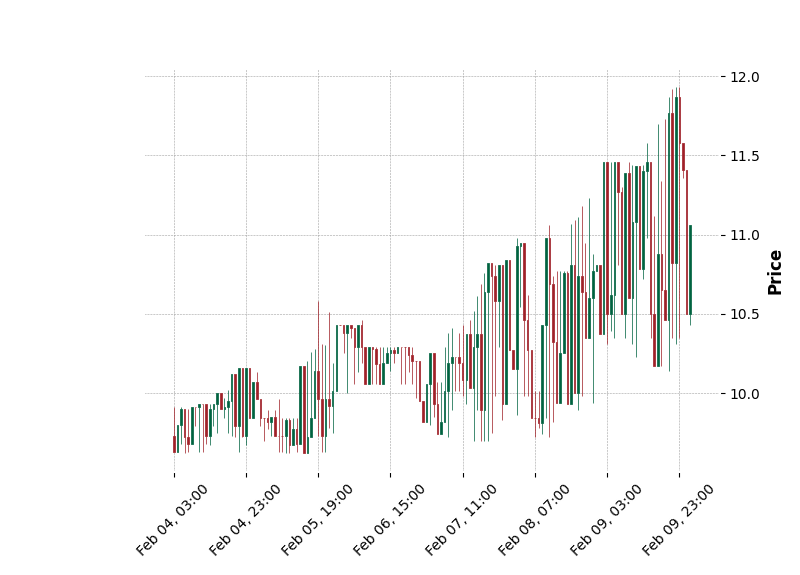 12.0
11.5
11.0
10.5
10.0
Price
Feb 04, 03:00
Feb 04, 23:00
Feb 05, 19:00
Feb 06, 15:00
Feb 07, 11:00
Feb 08, 07:00
Feb 09, 03:00
Feb 09, 23:00